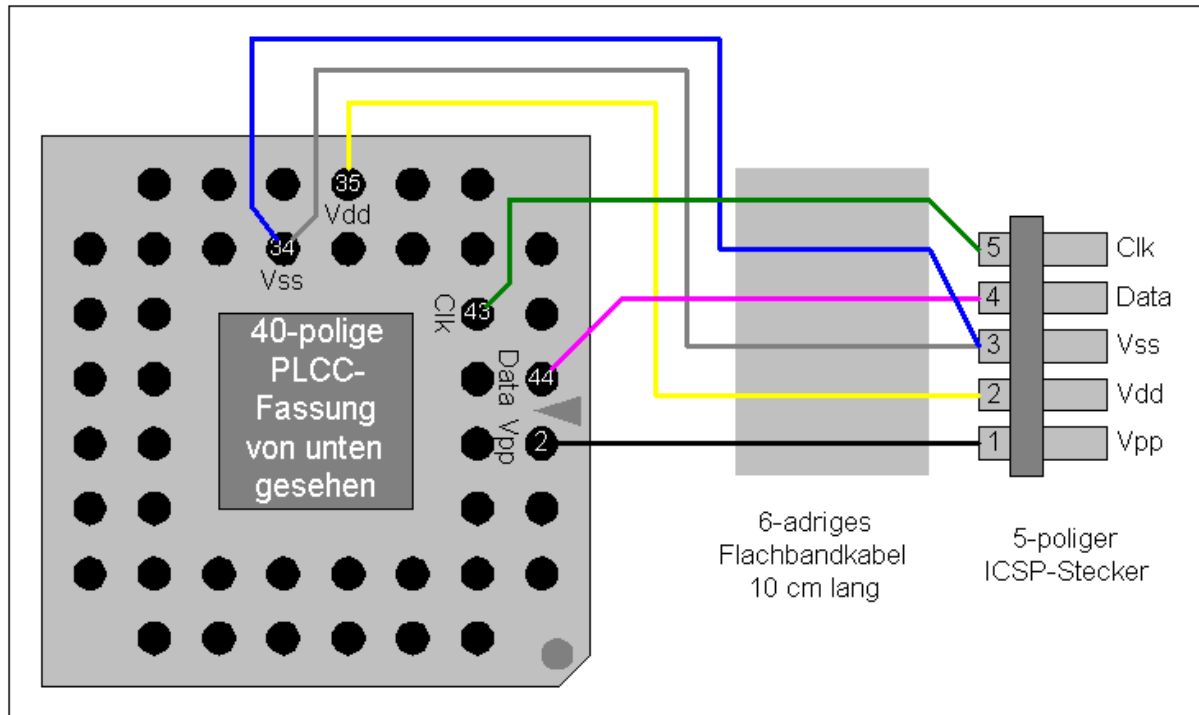 35
Vdd
34
Vss
43
Clk
44
Data
2
Vpp
40-polige
PLCC-
Fassung
von unten
gesehen
6-adriges
Flachbandkabel
10 cm lang
5
Clk
4
Data
3
Vss
2
Vdd
1
Vpp
5-poliger
ICSP-Stecker